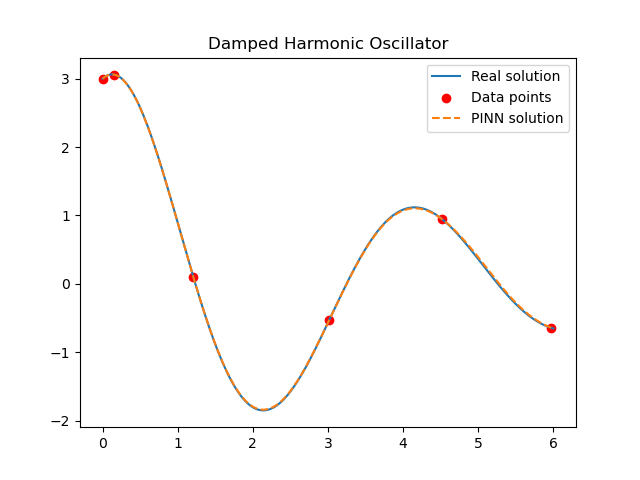 Damped Harmonic Oscillator
Real solution
Data points
PINN solution
3
2
1
0
−1
−2
0 1 2 3 4 5 6